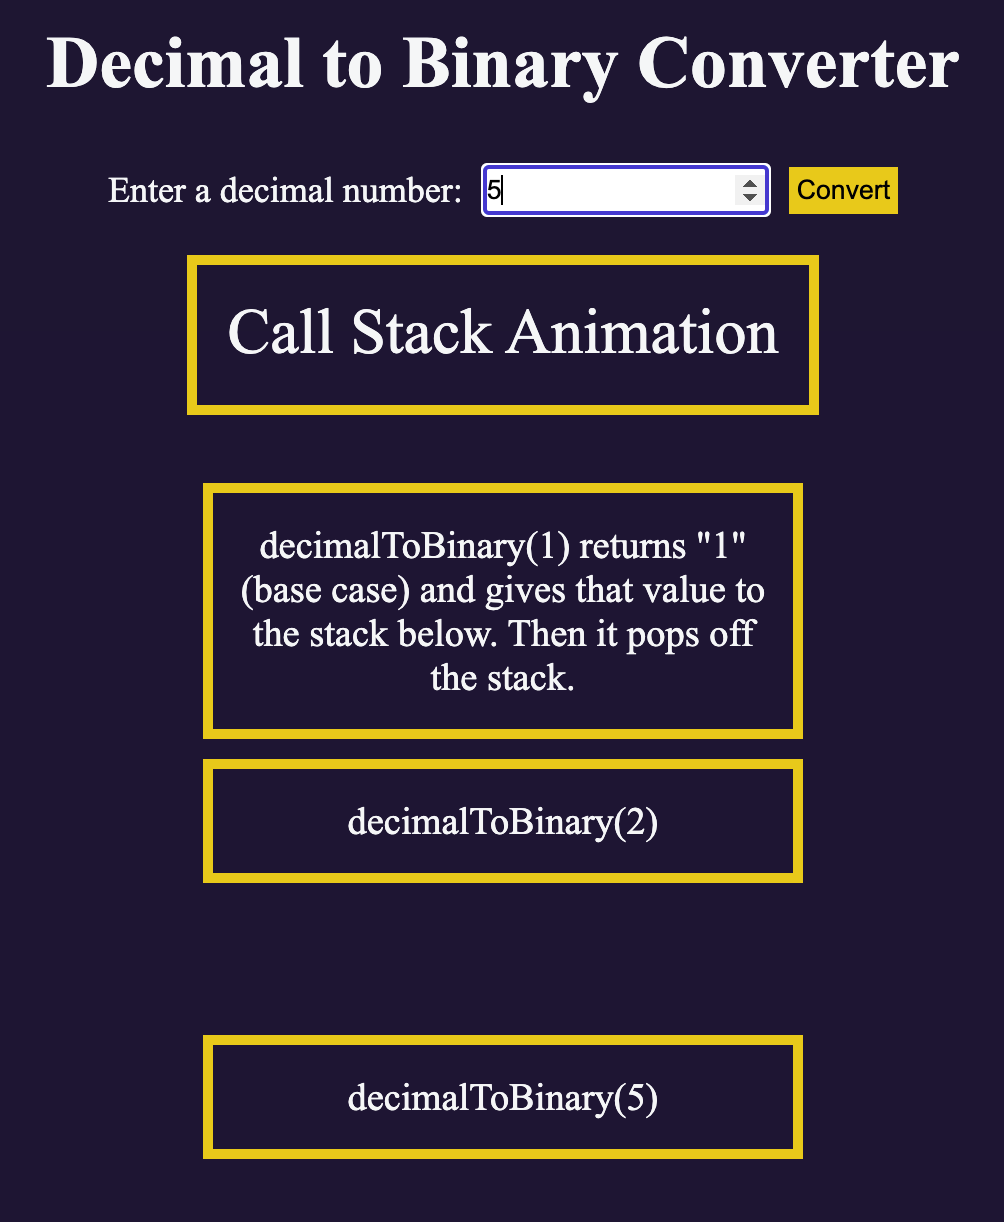 Decimal to Binary Converter
Enter a decimal number: 5 Convert
Call Stack Animation
decimalToBinary(1) returns "1"
(base case) and gives that value to
the stack below. Then it pops off
the stack.
decimalToBinary(2)
decimalToBinary(5)